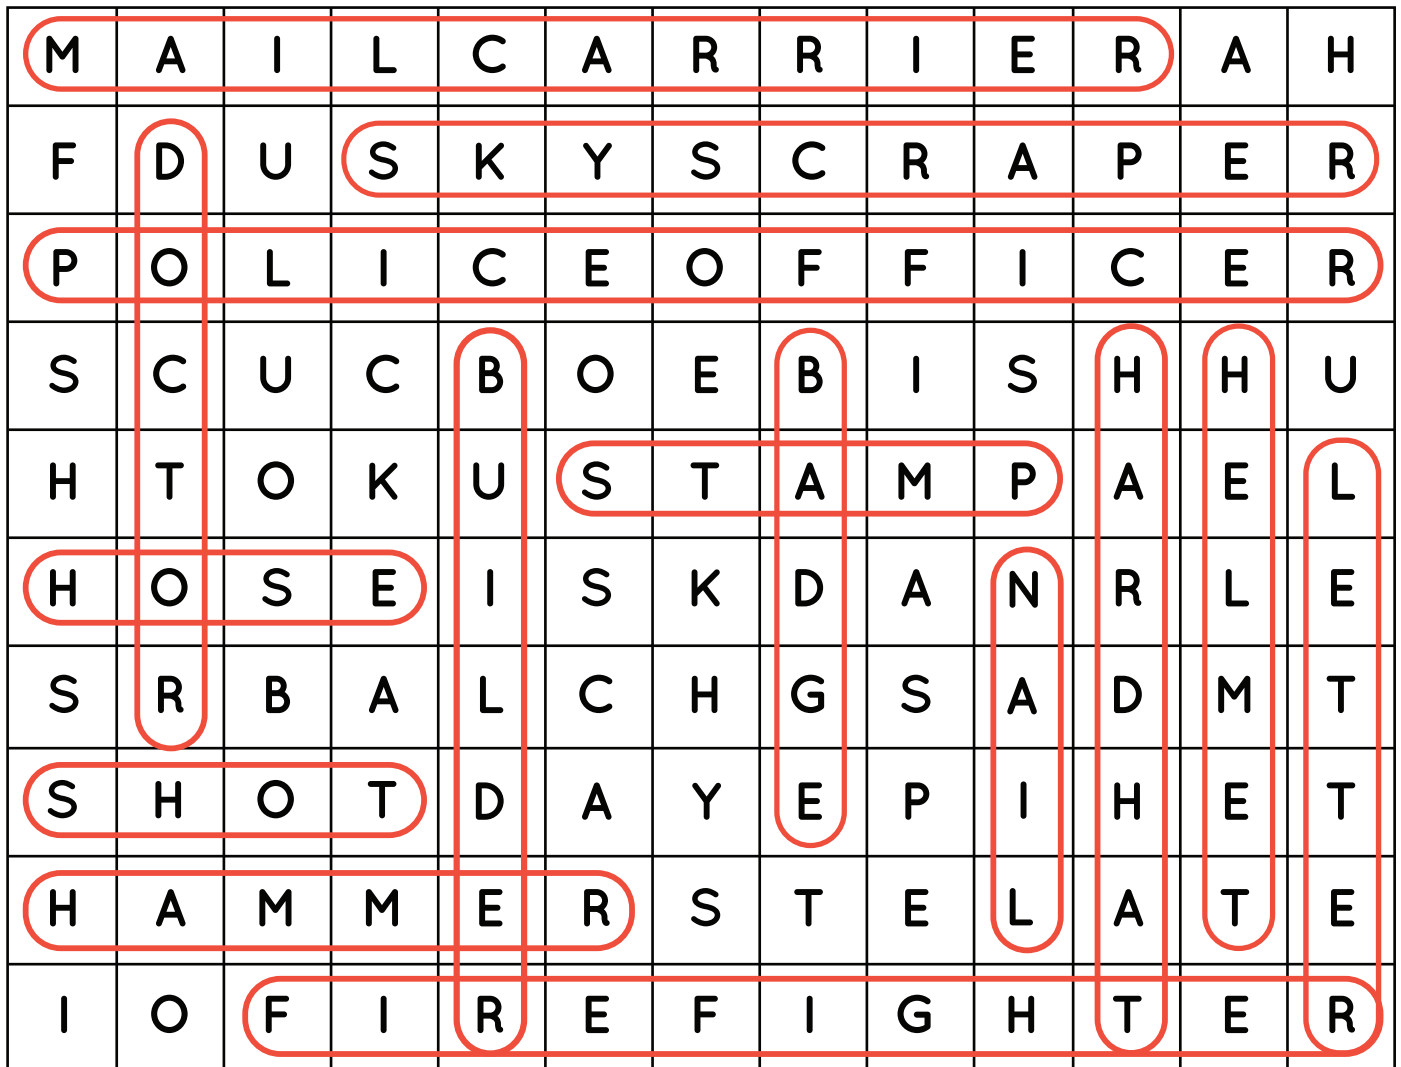 M A I L C A R R I E R A H
F D U S K Y S C R A P E R
P O L I C E O F F I C E R
S C U C B O E B I S H H U
H T O K U S T A M P A E L
H O S E I S K D A N R L E
S R B A L C H G S A D M T
S H O T D A Y E P I H E T
H A M M E R S T E L A T E
I O F I R E F I G H T E R